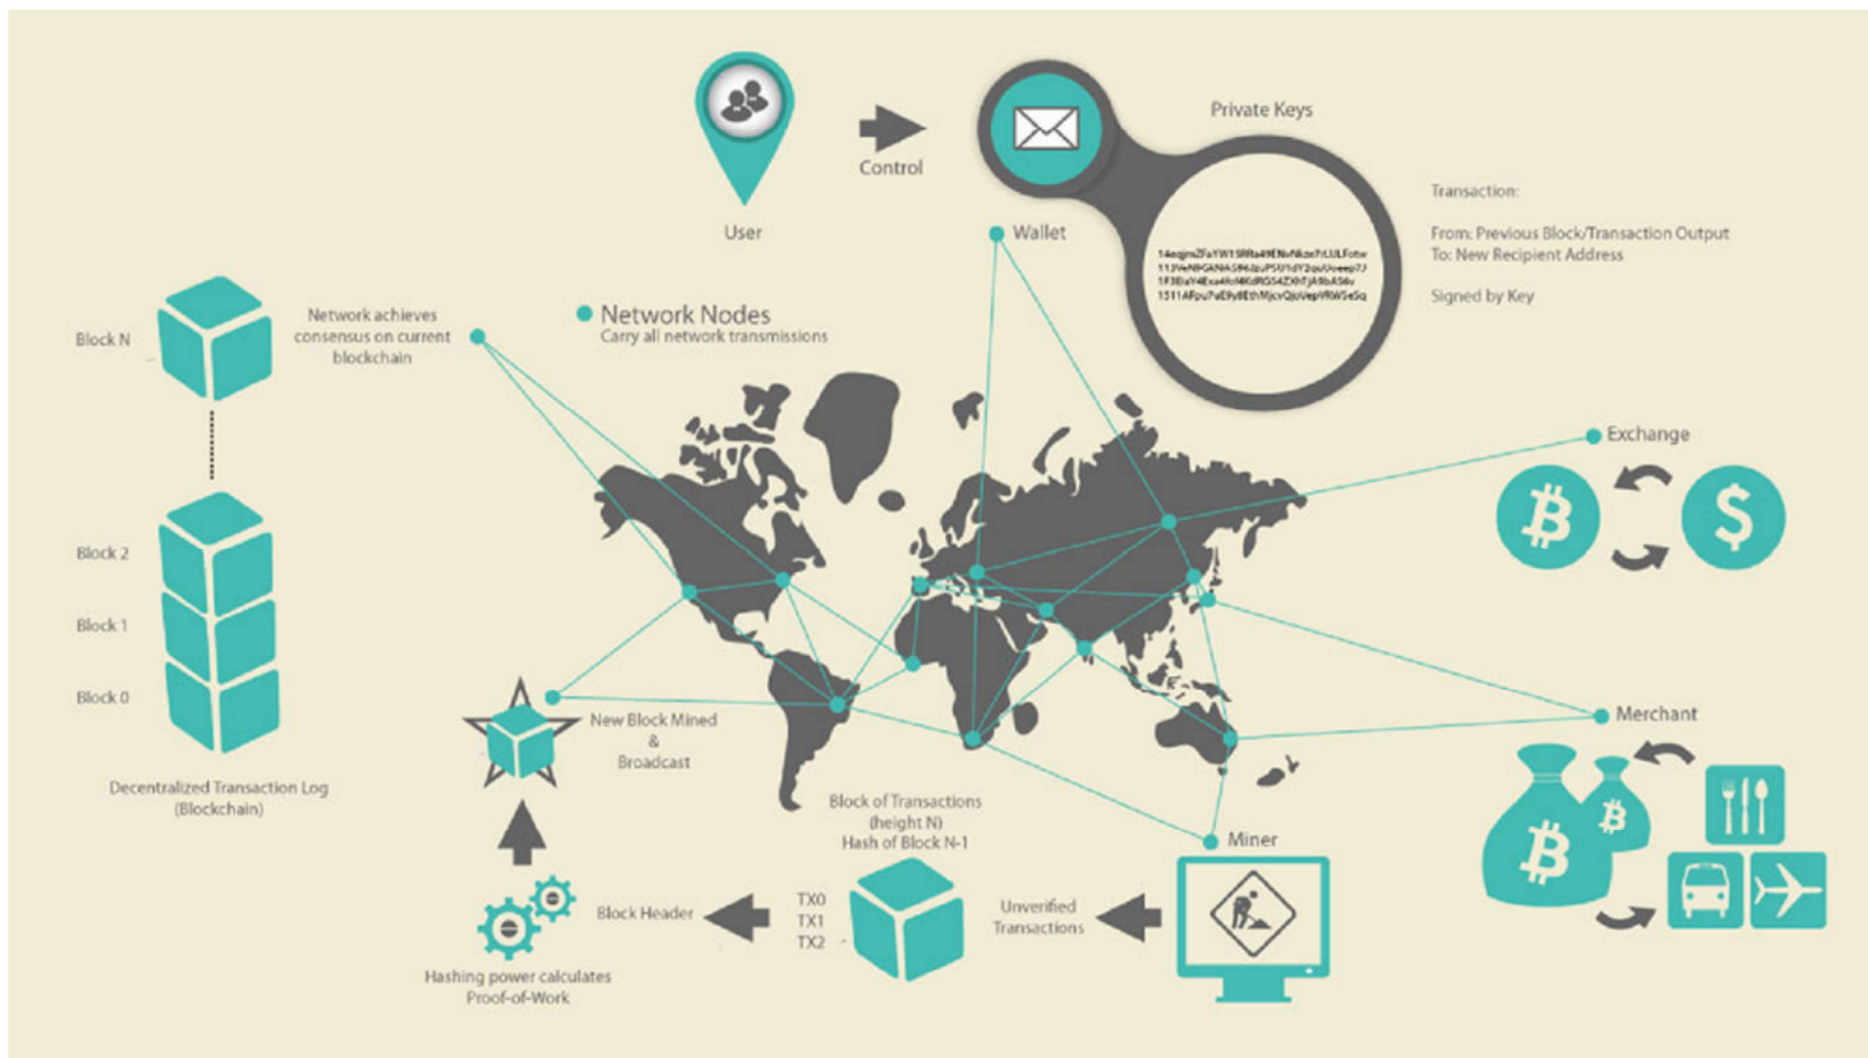 User
Control
Private Keys
Wallet
Transaction:
From: Previous Block/Transaction Output
To: New Recipient Address
Signed by Key
Block N
Network achieves
consensus on current
blockchain
Network Nodes
Carry all network transmissions
Exchange
Block 2
Block 1
Block 0
Decentralized Transaction Log
(Blockchain)
New Block Mined
&
Broadcast
Merchant
Block of Transactions
(height N)
Hash of Block N-1
Miner
TX0
TX1
TX2
Block Header
Unverified
Transactions
Hashing power calculates
Proof-of-Work